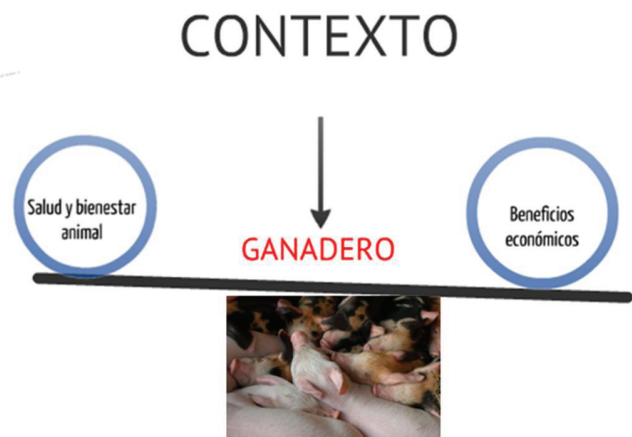 CONTEXTO
Salud y bienestar
animal
GANADERO
Beneficios
económicos